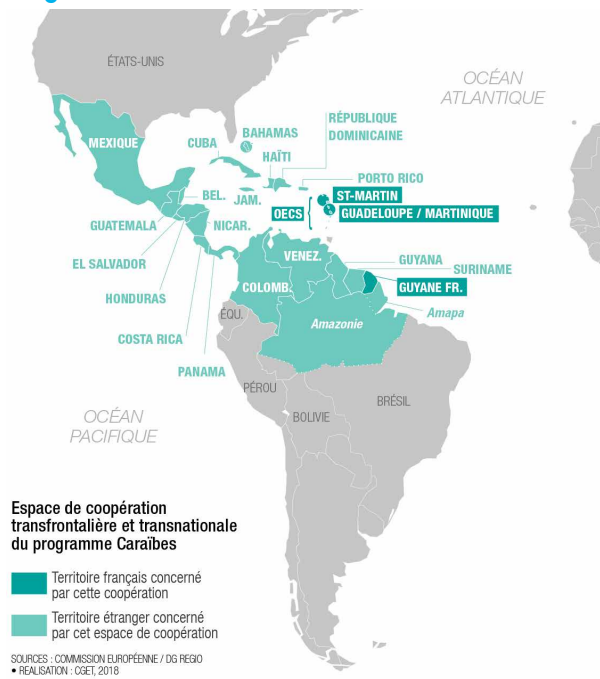 ÉTATS-UNIS
OCÉAN
ATLANTIQUE
RÉPUBLIQUE
DOMINICAINE
BAHAMAS
CUBA
MEXIQUE
HAÏTI
PORTO RICO
BEL.
JAM.
ST-MARTIN
OECS
GUADELOUPE / MARTINIQUE
GUATEMALA
NICAR.
VENEZ.
GUYANA
EL SALVADOR
SURINAME
COLOMB.
GUYANE FR.
HONDURAS
ÉQU.
Amapa
Amazonie
COSTA RICA
PANAMA
PÉROU
BRÉSIL
OCÉAN
PACIFIQUE
BOLIVIE
Espace de coopération
transfrontalière et transnationale
du programme Caraïbes
Territoire français concerné
par cette coopération
Territoire étranger concerné
par cet espace de coopération
SOURCES : COMMISSION EUROPÉENNE / DG REGIO
• REALISATION : CGET, 2018